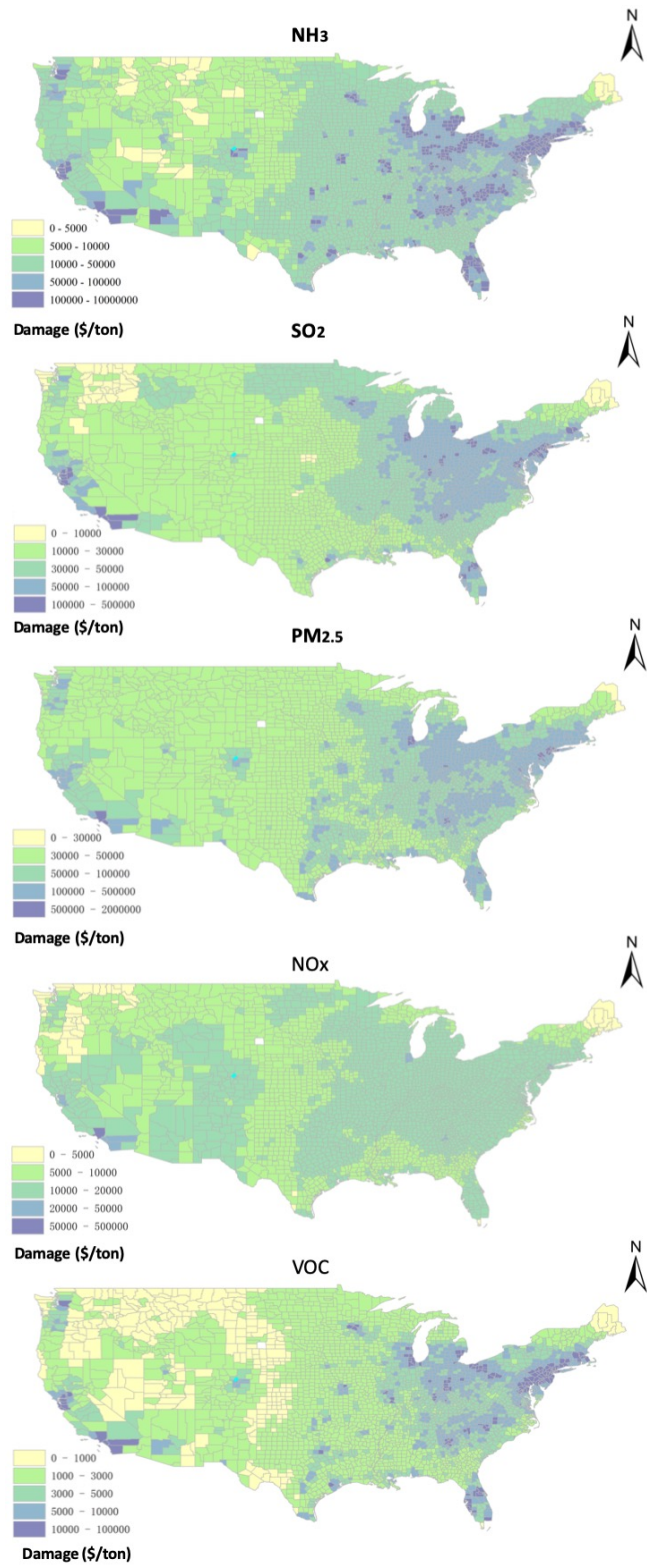 NH3
N
0 - 5000
5000 - 10000
10000 - 50000
50000 - 100000
100000 - 10000000
Damage ($/ton)
SO2
N
0 - 10000
10000 - 30000
30000 - 50000
50000 - 100000
100000 - 500000
Damage ($/ton)
PM2.5
N
0 - 30000
30000 - 50000
50000 - 100000
100000 - 500000
500000 - 2000000
Damage ($/ton)
NOx
N
0 - 5000
5000 - 10000
10000 - 20000
20000 - 50000
50000 - 500000
Damage ($/ton)
VOC
N
0 - 1000
1000 - 3000
3000 - 5000
5000 - 10000
10000 - 100000
Damage ($/ton)